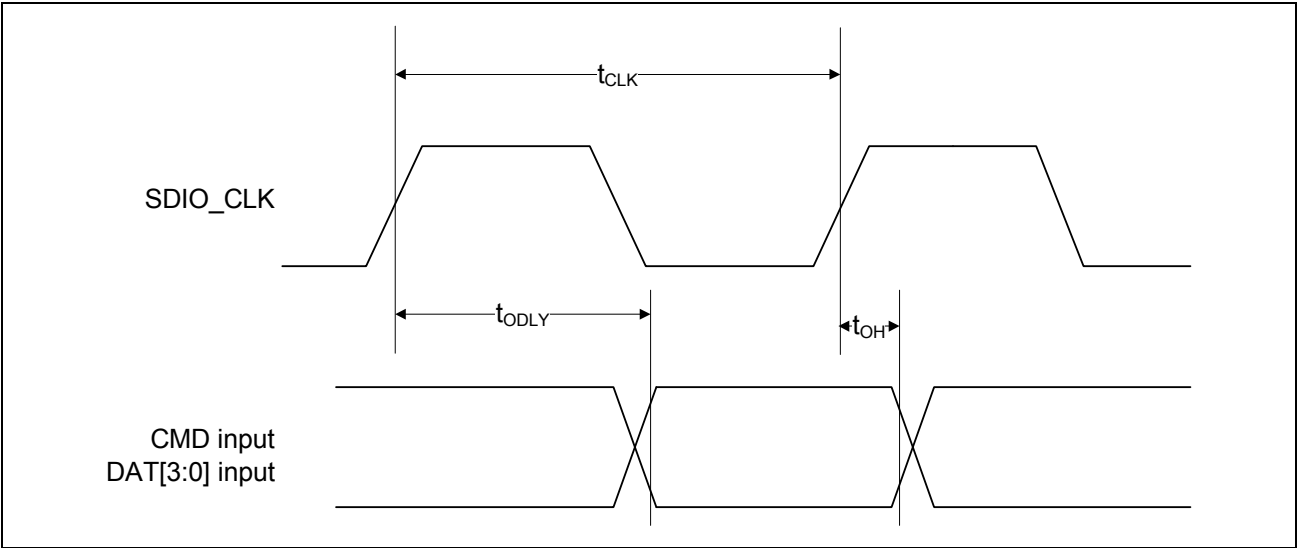 tCLK
SDIO_CLK
tODLY
tOH
CMD input
DAT[3:0] input